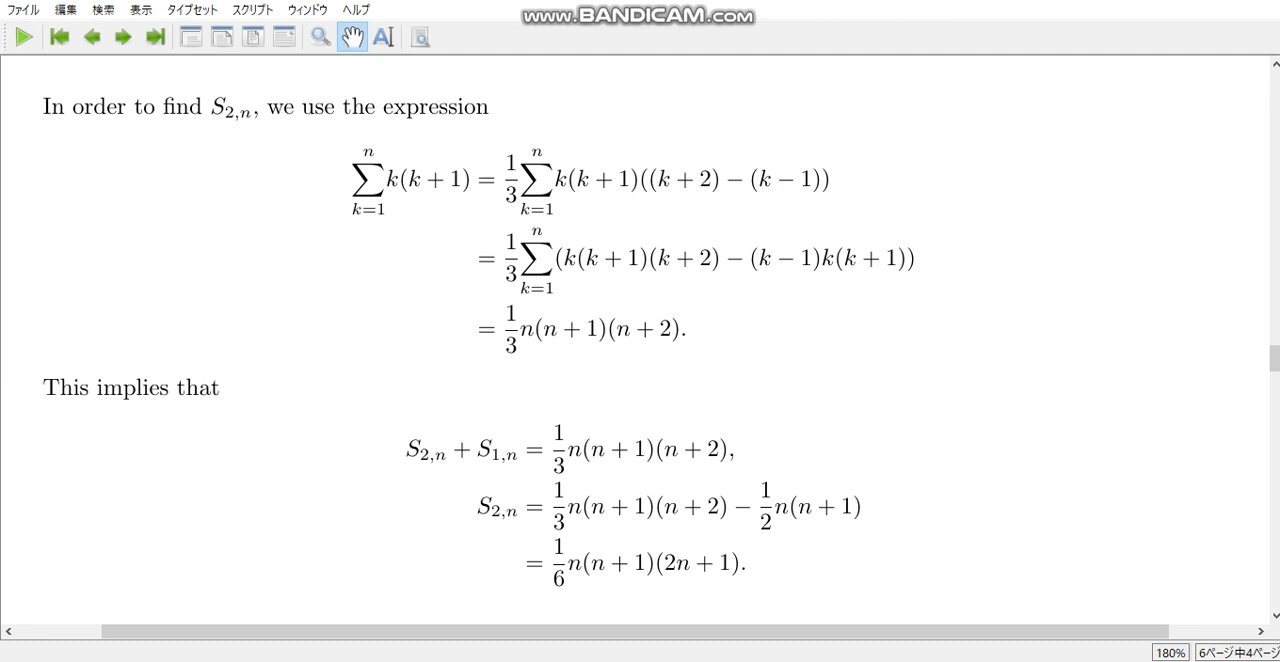 ファイル 編集 検索 表示 タイプセット スクリプト ウィンドウ ヘルプ
www.BANDICAM.com
In order to find $S_{2,n}$, we use the expression
$\sum_{k=1}^{n} k(k+1) = \frac{1}{3}\sum_{k=1}^{n} k(k+1)((k+2)-(k-1))$
$= \frac{1}{3}\sum_{k=1}^{n} (k(k+1)(k+2)-(k-1)k(k+1))$
$= \frac{1}{3}n(n+1)(n+2).$
This implies that
$S_{2,n} + S_{1,n} = \frac{1}{3}n(n+1)(n+2),$
$S_{2,n} = \frac{1}{3}n(n+1)(n+2) - \frac{1}{2}n(n+1)$
$= \frac{1}{6}n(n+1)(2n+1).$
180% 6ページ中4ページ